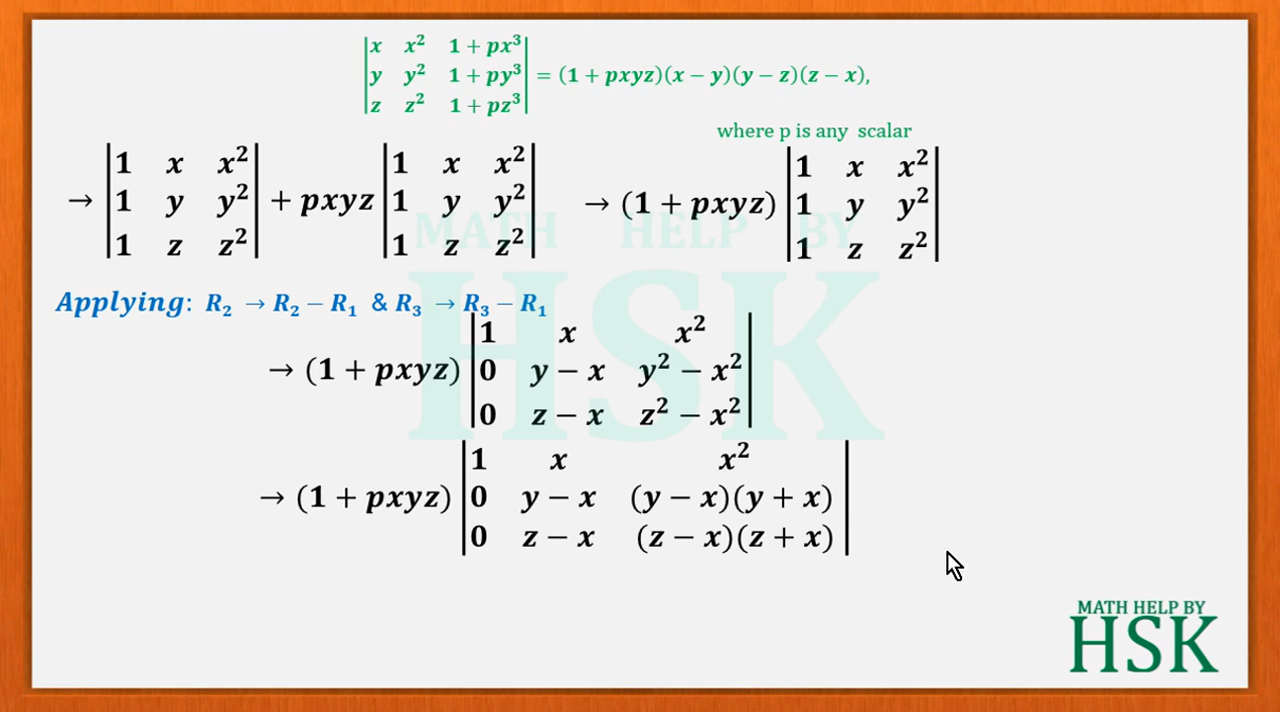 |x x² 1 + px³|
|y y² 1 + py³| = (1 + pxyz)(x − y)(y − z)(z − x),
|z z² 1 + pz³|
where p is any scalar
|1 x x²| |1 x x²| |1 x x²|
→ |1 y y²| + pxyz |1 y y²| → (1 + pxyz) |1 y y²|
|1 z z²| |1 z z²| |1 z z²|
Applying: R₂ → R₂ − R₁ & R₃ → R₃ − R₁
|1 x x²|
→ (1 + pxyz) |0 y − x y² − x²|
|0 z − x z² − x²|
|1 x x²|
→ (1 + pxyz) |0 y − x (y − x)(y + x)|
|0 z − x (z − x)(z + x)|
MATH HELP BY
HSK
MATH HELP BY
HSK